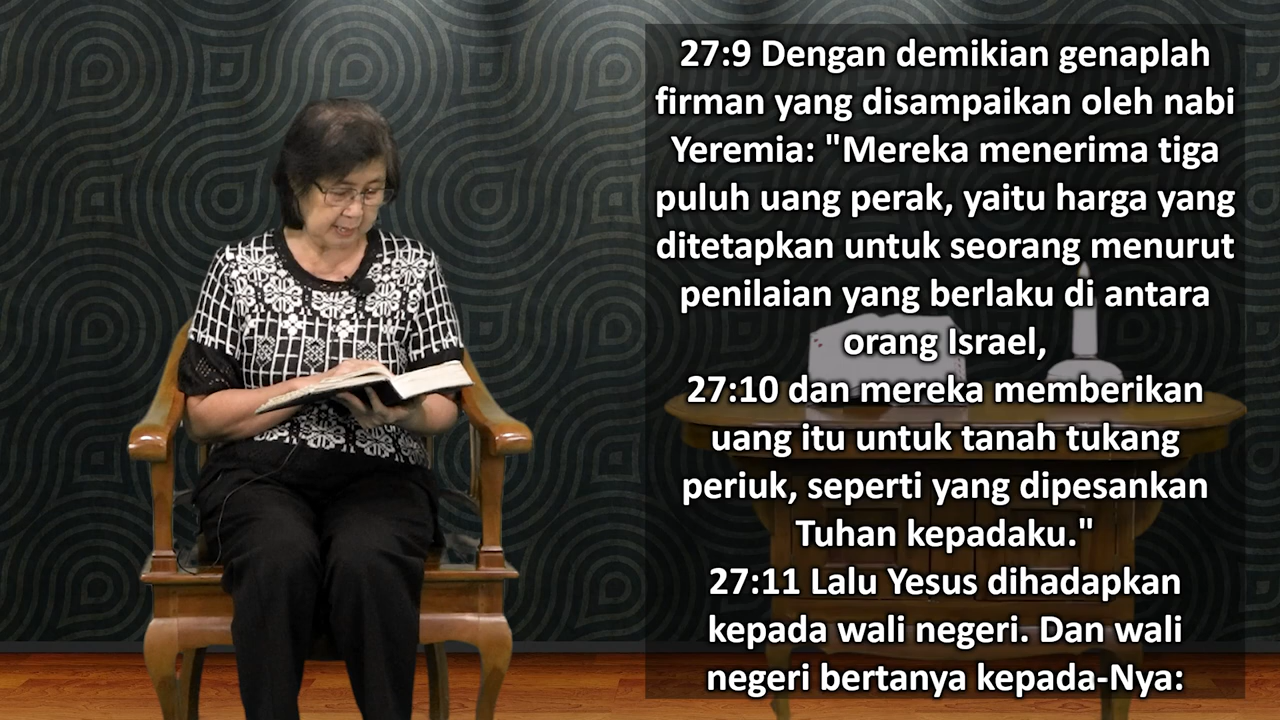 27:9 Dengan demikian genaplah
firman yang disampaikan oleh nabi
Yeremia: "Mereka menerima tiga
puluh uang perak, yaitu harga yang
ditetapkan untuk seorang menurut
penilaian yang berlaku di antara
orang Israel,
27:10 dan mereka memberikan
uang itu untuk tanah tukang
periuk, seperti yang dipesankan
Tuhan kepadaku."
27:11 Lalu Yesus dihadapkan
kepada wali negeri. Dan wali
negeri bertanya kepada-Nya: